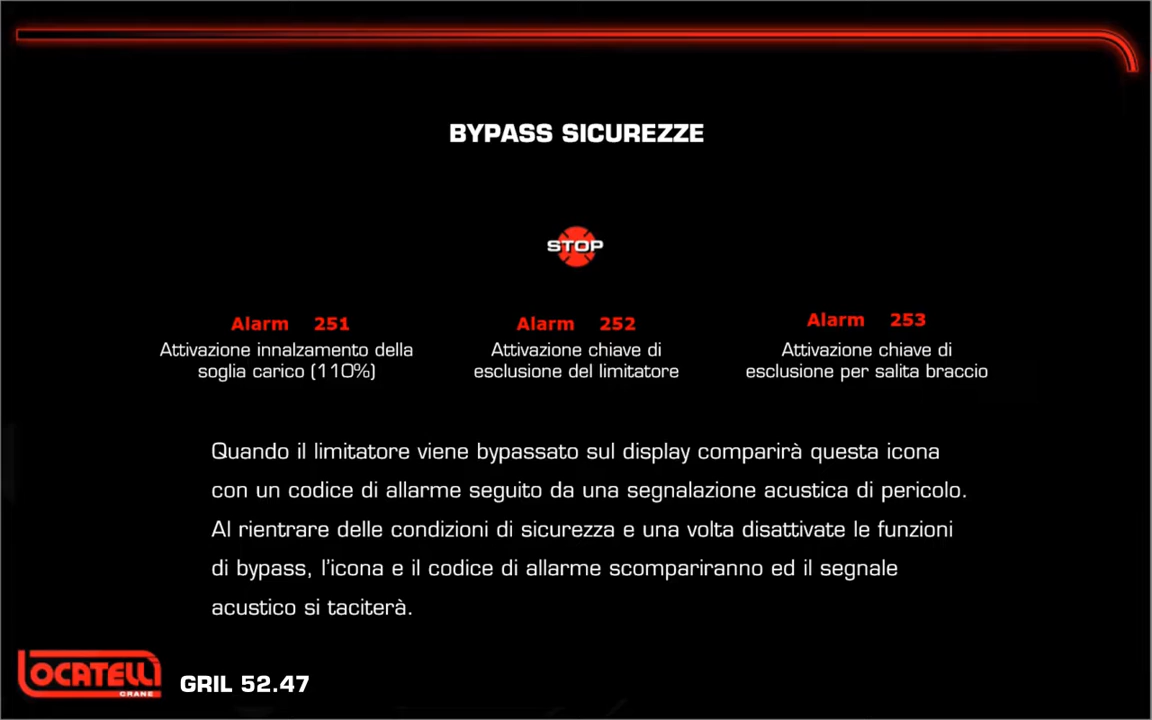 BYPASS SICUREZZE
STOP
Alarm 251
Attivazione innalzamento della
soglia carico (110%)
Alarm 252
Attivazione chiave di
esclusione del limitatore
Alarm 253
Attivazione chiave di
esclusione per salita braccio
Quando il limitatore viene bypassato sul display comparirà questa icona
con un codice di allarme seguito da una segnalazione acustica di pericolo.
Al rientrare delle condizioni di sicurezza e una volta disattivate le funzioni
di bypass, l'icona e il codice di allarme scompariranno ed il segnale
acustico si taciterà.
LOCATELLI
CRANE
GRIL 52.47